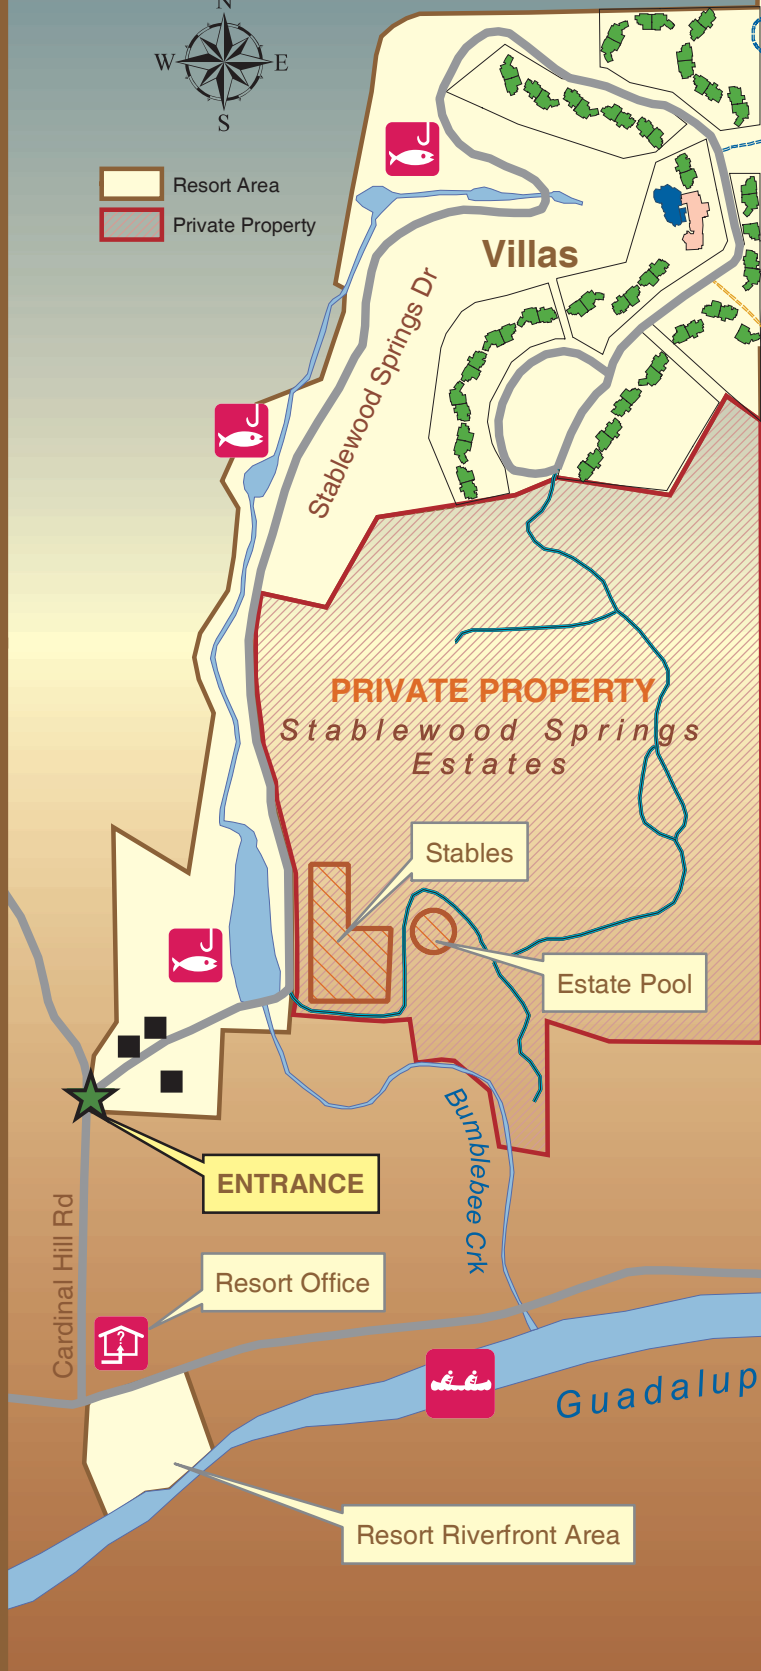 N
W E
S
Resort Area
Private Property
Villas
Stablewood Springs Dr
PRIVATE PROPERTY
Stablewood Springs
Estates
Stables
Estate Pool
ENTRANCE
Bumblebee Crk
Cardinal Hill Rd
Resort Office
?
Guadalup
Resort Riverfront Area